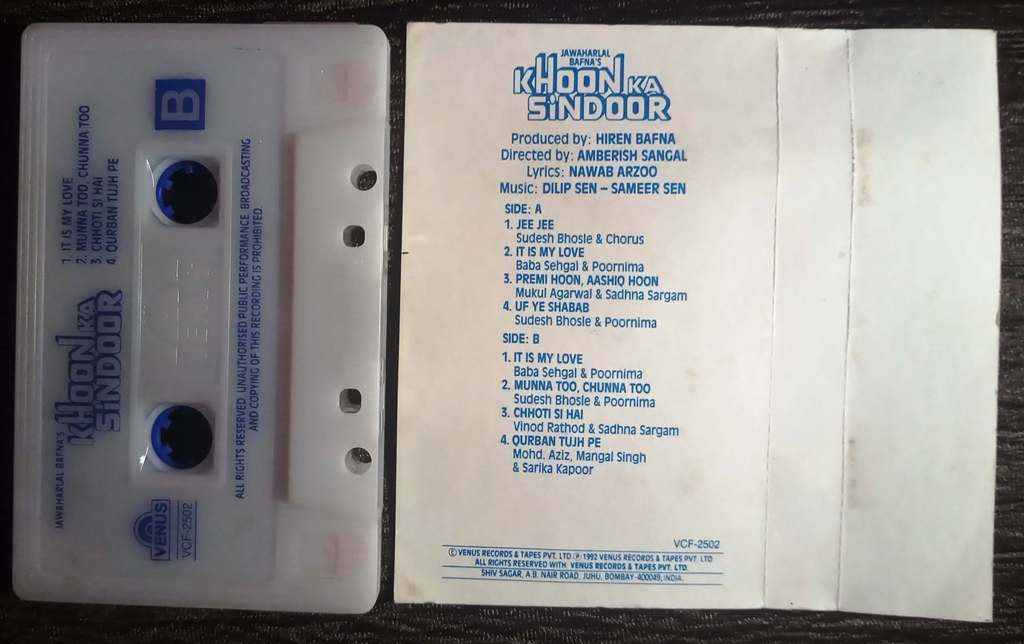 B
1. IT IS MY LOVE
2. MUNNA TOO, CHUNNA TOO
3. CHHOTI SI HAI
4. QURBAN TUJH PE
JAWAHARLAL BAFNA'S
KHOON KA
SINDOOR
ALL RIGHTS RESERVED. UNAUTHORISED PUBLIC PERFORMANCE, BROADCASTING
AND COPYING OF THIS RECORDING IS PROHIBITED.
VENUS
VCF-2502
JAWAHARLAL
BAFNA'S
KHOON KA
SINDOOR
Produced by: HIREN BAFNA
Directed by: AMBERISH SANGAL
Lyrics: NAWAB ARZOO
Music: DILIP SEN – SAMEER SEN
SIDE: A
1. JEE JEE
Sudesh Bhosle & Chorus
2. IT IS MY LOVE
Baba Sehgal & Poornima
3. PREMI HOON, AASHIQ HOON
Mukul Agarwal & Sadhna Sargam
4. UF YE SHABAB
Sudesh Bhosle & Poornima
SIDE: B
1. IT IS MY LOVE
Baba Sehgal & Poornima
2. MUNNA TOO, CHUNNA TOO
Sudesh Bhosle & Poornima
3. CHHOTI SI HAI
Vinod Rathod & Sadhna Sargam
4. QURBAN TUJH PE
Mohd. Aziz, Mangal Singh
& Sarika Kapoor
VCF-2502
© VENUS RECORDS & TAPES PVT. LTD ℗ 1992 VENUS RECORDS & TAPES PVT. LTD.
ALL RIGHTS RESERVED WITH: VENUS RECORDS & TAPES PVT. LTD.
SHIV SAGAR, A.B. NAIR ROAD, JUHU, BOMBAY-400049, INDIA.